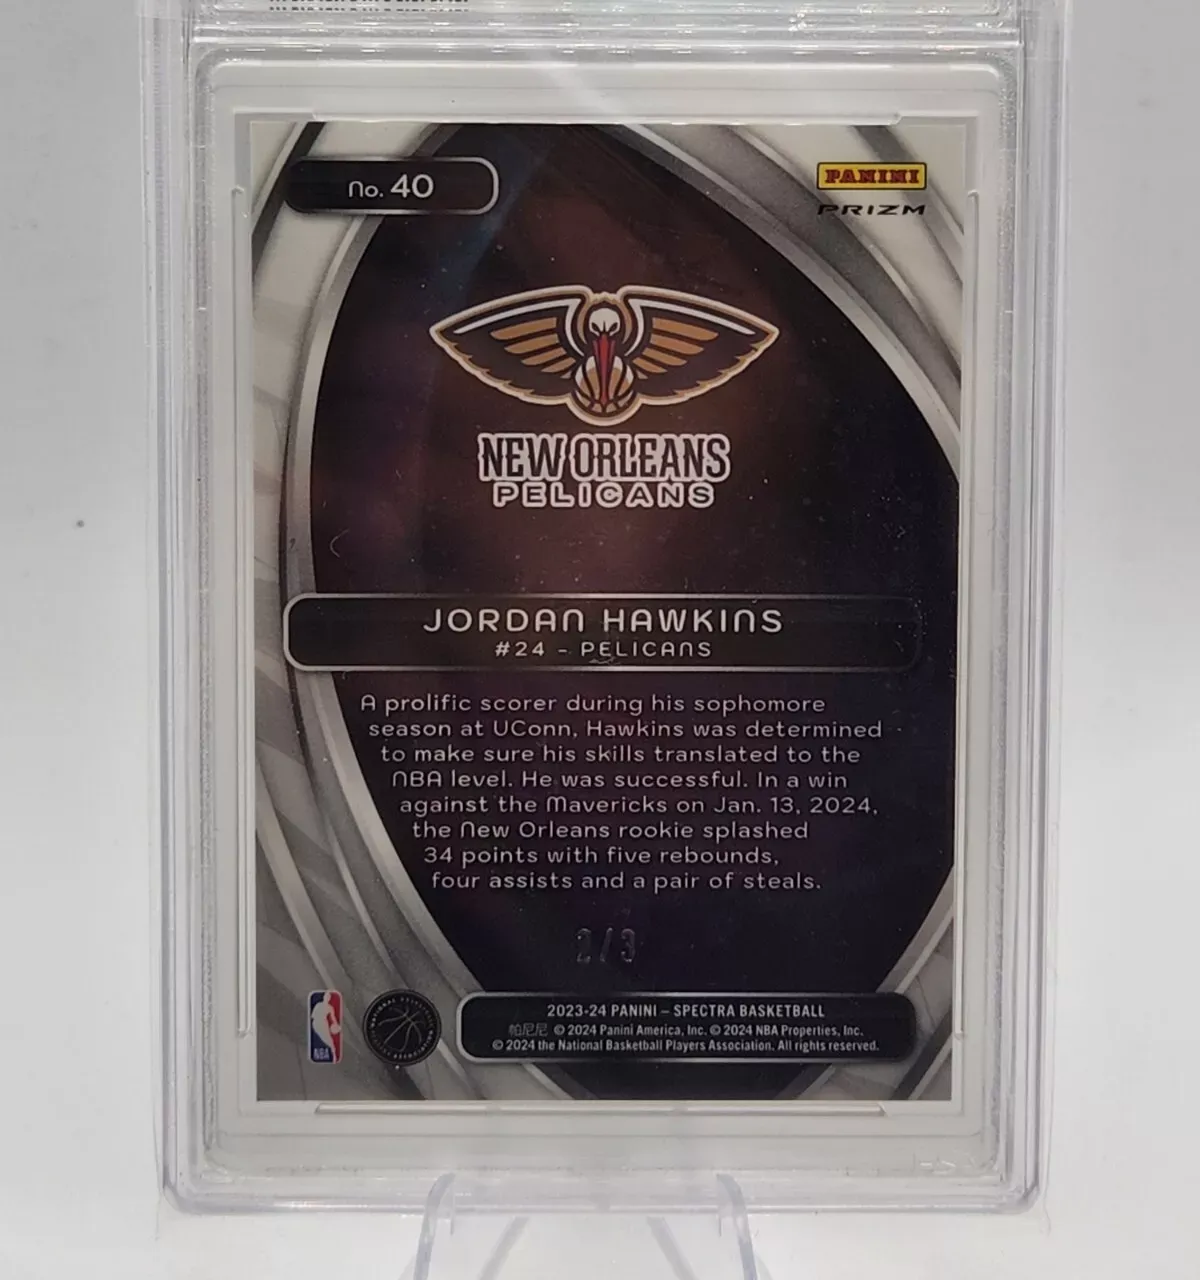 No. 40
PANINI
PRIZM
NEW ORLEANS
PELICANS
JORDAN HAWKINS
#24 - PELICANS
A prolific scorer during his sophomore
season at UConn, Hawkins was determined
to make sure his skills translated to the
NBA level. He was successful. In a win
against the Mavericks on Jan. 13, 2024,
the New Orleans rookie splashed
34 points with five rebounds,
four assists and a pair of steals.
2/3
NBA
2023-24 PANINI – SPECTRA BASKETBALL
帕尼尼 © 2024 Panini America, Inc. © 2024 NBA Properties, Inc.
© 2024 the National Basketball Players Association. All rights reserved.